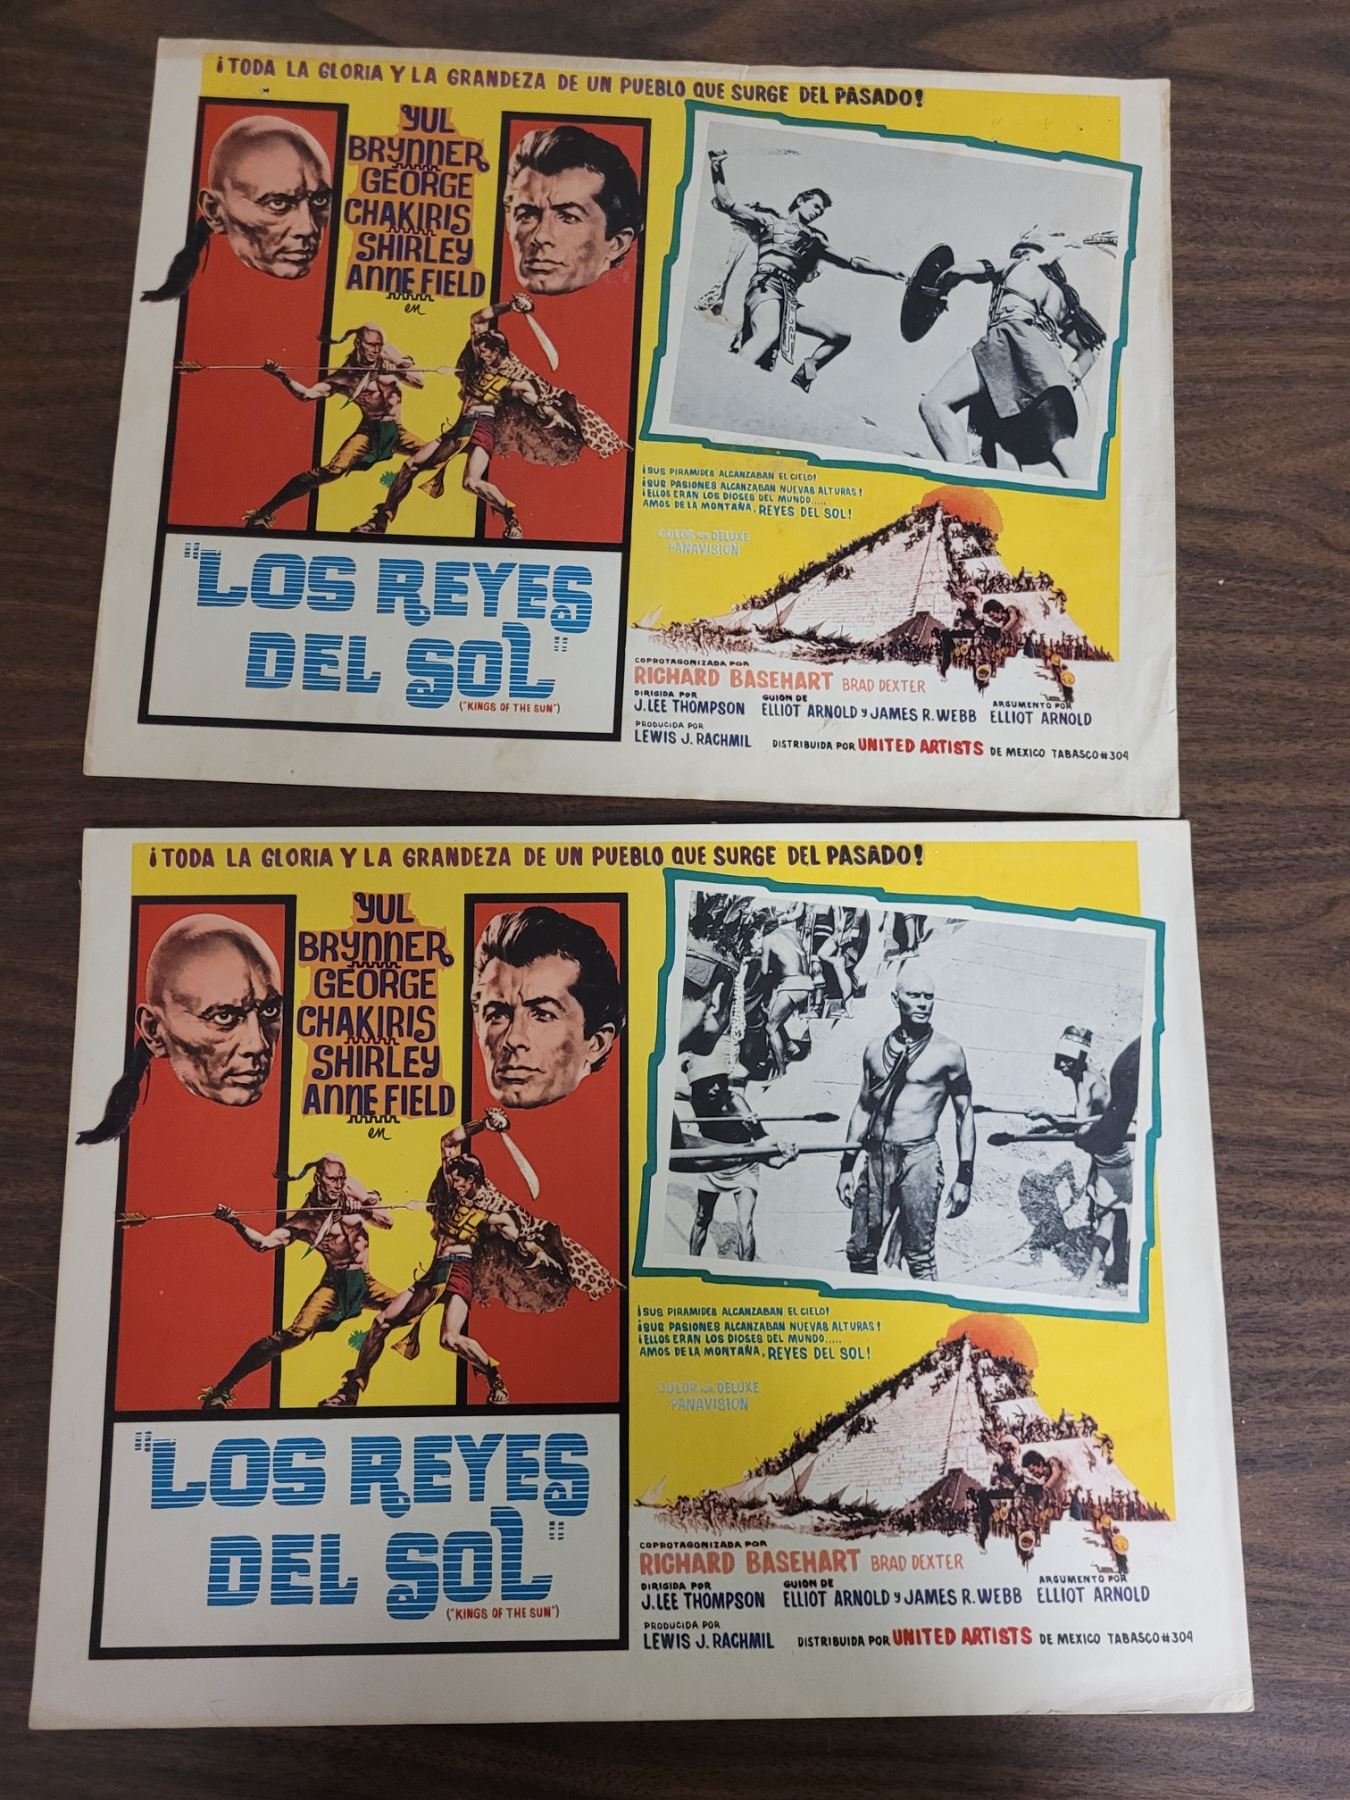 ¡TODA LA GLORIA Y LA GRANDEZA DE UN PUEBLO QUE SURGE DEL PASADO!
YUL
BRYNNER
GEORGE
CHAKIRIS
SHIRLEY
ANNE FIELD
en
"LOS REYES
DEL SOL"
("KINGS OF THE SUN")
¡SUS PIRAMIDES ALCANZABAN EL CIELO!
¡SUS PASIONES ALCANZABAN NUEVAS ALTURAS!
¡ELLOS ERAN LOS DIOSES DEL MUNDO.....
AMOS DE LA MONTAÑA, REYES DEL SOL!
COLOR POR DELUXE
PANAVISION
COPROTAGONIZADA POR
RICHARD BASEHART BRAD DEXTER
DIRIGIDA POR GUION DE ARGUMENTO POR
J. LEE THOMPSON ELLIOT ARNOLD y JAMES R. WEBB ELLIOT ARNOLD
PRODUCIDA POR
LEWIS J. RACHMIL DISTRIBUIDA POR UNITED ARTISTS DE MEXICO TABASCO #304
¡TODA LA GLORIA Y LA GRANDEZA DE UN PUEBLO QUE SURGE DEL PASADO!
YUL
BRYNNER
GEORGE
CHAKIRIS
SHIRLEY
ANNE FIELD
en
"LOS REYES
DEL SOL"
("KINGS OF THE SUN")
¡SUS PIRAMIDES ALCANZABAN EL CIELO!
¡SUS PASIONES ALCANZABAN NUEVAS ALTURAS!
¡ELLOS ERAN LOS DIOSES DEL MUNDO.....
AMOS DE LA MONTAÑA, REYES DEL SOL!
COLOR POR DELUXE
PANAVISION
COPROTAGONIZADA POR
RICHARD BASEHART BRAD DEXTER
DIRIGIDA POR GUION DE ARGUMENTO POR
J. LEE THOMPSON ELLIOT ARNOLD y JAMES R. WEBB ELLIOT ARNOLD
PRODUCIDA POR
LEWIS J. RACHMIL DISTRIBUIDA POR UNITED ARTISTS DE MEXICO TABASCO #304